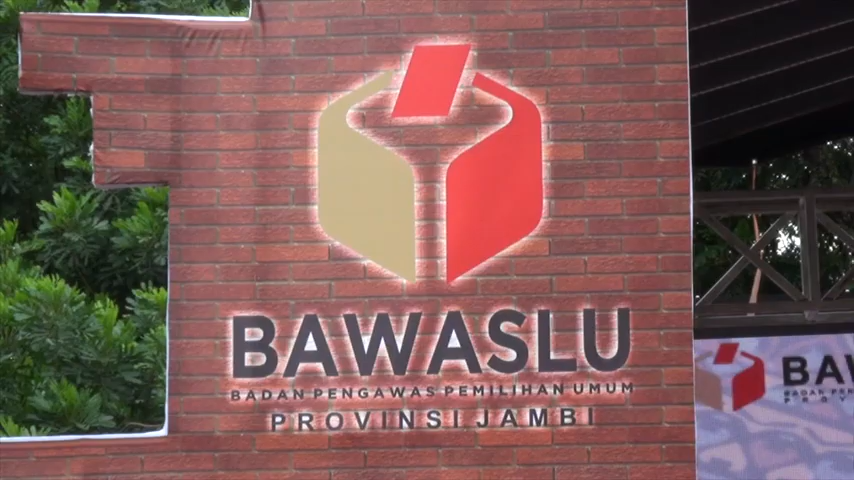 BAWASLU
BADAN PENGAWAS PEMILIHAN UMUM
PROVINSI JAMBI